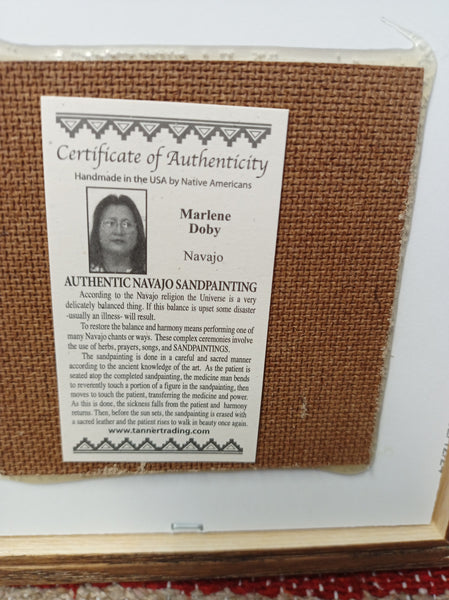 Certificate of Authenticity
Handmade in the USA by Native Americans
Marlene
Doby
Navajo
AUTHENTIC NAVAJO SANDPAINTING
According to the Navajo religion the Universe is a very
delicately balanced thing. If this balance is upset some disaster
-usually an illness- will result.
To restore the balance and harmony means performing one of
many Navajo chants or ways. These complex ceremonies involve
the use of herbs, prayers, songs, and SANDPAINTINGS.
The sandpainting is done in a careful and sacred manner
according to the ancient knowledge of the art. As the patient is
seated atop the completed sandpainting, the medicine man bends
to reverently touch a portion of a figure in the sandpainting, then
moves to touch the patient, transferring the medicine and power.
As this is done, the sickness falls from the patient and harmony
returns. Then, before the sun sets, the sandpainting is erased with
a sacred feather and the patient rises to walk in beauty once again.
www.tannertrading.com